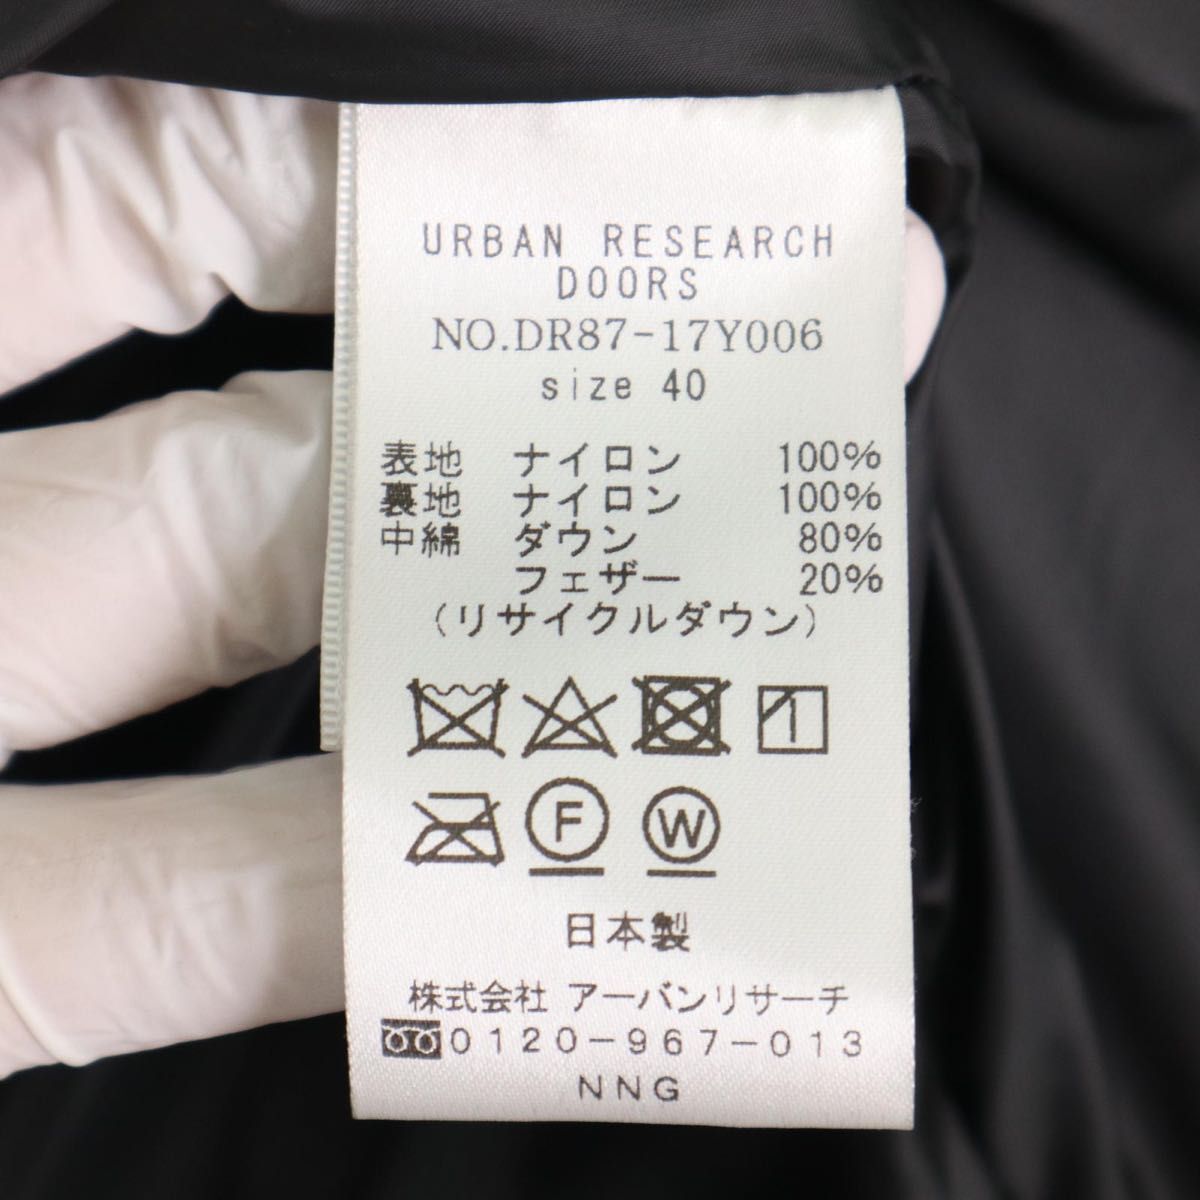 URBAN RESEARCH
DOORS
NO.DR87-17Y006
size 40
表地 ナイロン 100%
裏地 ナイロン 100%
中綿 ダウン 80%
フェザー 20%
(リサイクルダウン)
F W
日本製
株式会社 アーバンリサーチ
0120-967-013
NNG